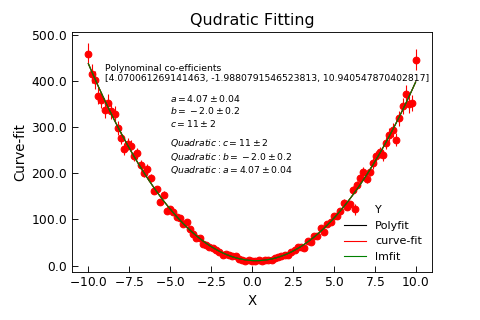 Qudratic Fitting
500.0
400.0
300.0
200.0
100.0
0.0
Curve-fit
Polynominal co-efficients
[4.070061269141463, -1.9880791546523813, 10.940547870402817]
a = 4.07 ± 0.04
b = −2.0 ± 0.2
c = 11 ± 2
Quadratic : c = 11 ± 2
Quadratic : b = −2.0 ± 0.2
Quadratic : a = 4.07 ± 0.04
Y
Polyfit
curve-fit
lmfit
−10.0 −7.5 −5.0 −2.5 0.0 2.5 5.0 7.5 10.0
X